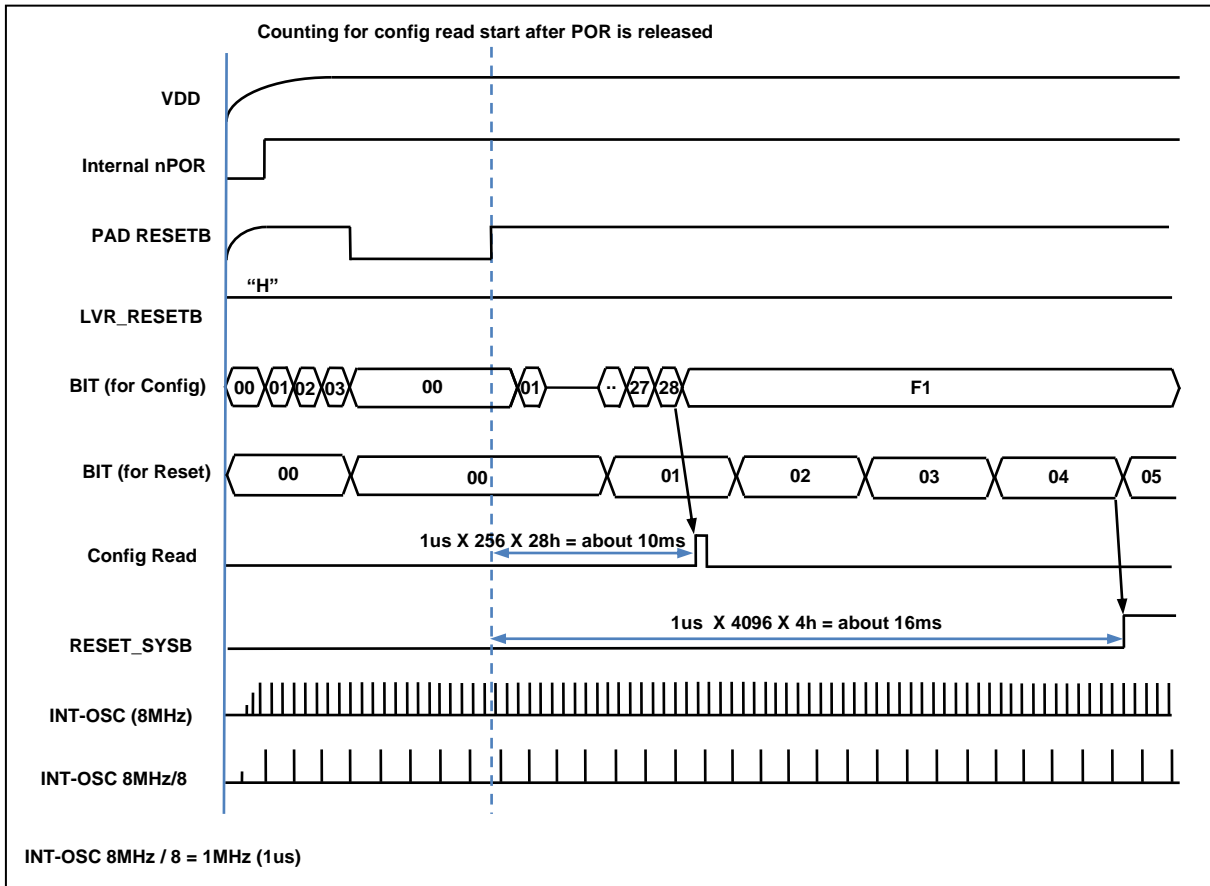 Counting for config read start after POR is released
VDD
Internal nPOR
PAD RESETB
“H”
LVR_RESETB
BIT (for Config) 00 01 02 03 00 01 ·· 27 28 F1
BIT (for Reset) 00 00 01 02 03 04 05
1us X 256 X 28h = about 10ms
Config Read
1us X 4096 X 4h = about 16ms
RESET_SYSB
INT-OSC (8MHz)
INT-OSC 8MHz/8
INT-OSC 8MHz / 8 = 1MHz (1us)